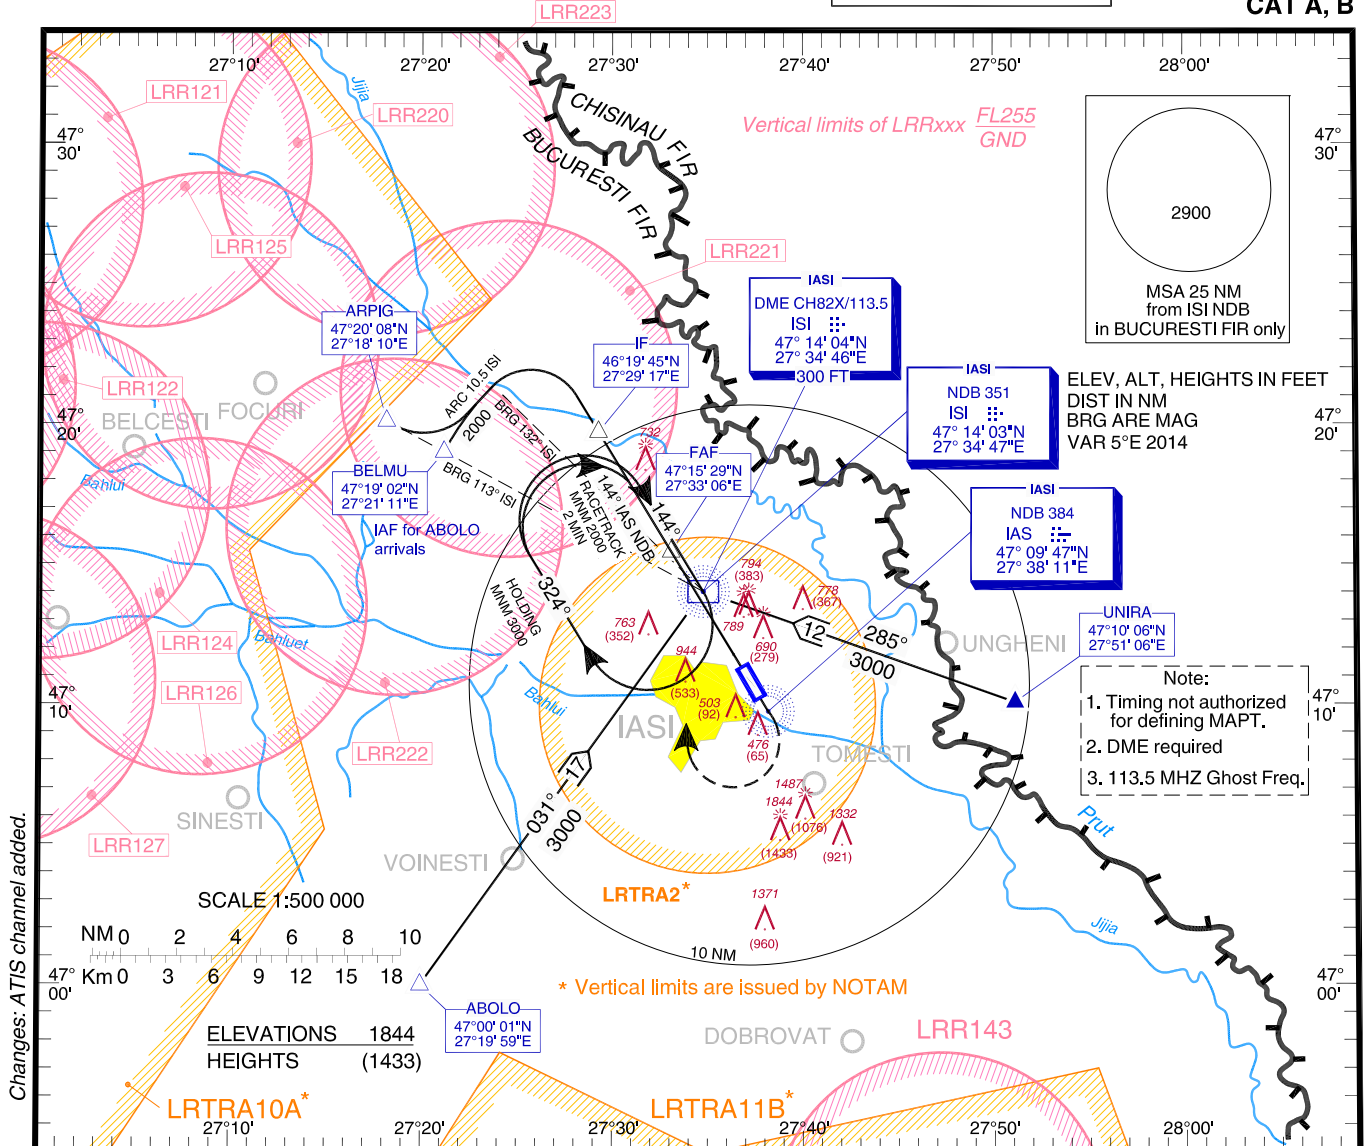 CAT A, B
LRR223
27°10'
27°20'
27°30'
27°40'
27°50'
28°00'
LRR121
LRR220
Jijia
CHISINAU FIR
BUCURESTI FIR
Vertical limits of LRRxxx FL255
GND
47°
30'
47°
30'
2900
MSA 25 NM
from ISI NDB
in BUCURESTI FIR only
LRR125
LRR221
ARPIG
47°20' 08"N
27°18' 10"E
IF
46°19' 45"N
27°29' 17"E
IASI
DME CH82X/113.5
ISI
47° 14' 04"N
27° 34' 46"E
300 FT
IASI
NDB 351
ISI
47° 14' 03"N
27° 34' 47"E
ELEV, ALT, HEIGHTS IN FEET
DIST IN NM
BRG ARE MAG
VAR 5°E 2014
LRR122
BELCESTI
FOCURI
47°
20'
47°
20'
ARC 10.5 ISI
2000
BRG 132° ISI
BRG 113° ISI
732
FAF
47°15' 29"N
27°33' 06"E
BELMU
47°19' 02"N
27°21' 11"E
IAF for ABOLO
arrivals
Bahlui
144°
144° IAS NDB
RACETRACK
MNM 2000
2 MIN
IASI
NDB 384
IAS
47° 09' 47"N
27° 38' 11"E
324°
HOLDING
MNM 3000
794
(383)
778
(367)
789
690
(279)
763
(352)
944
(533)
503
(92)
476
(65)
12
285°
3000
UNIRA
47°10' 06"N
27°51' 06"E
UNGHENI
LRR124
Bahluet
LRR126
Bahlui
IASI
LRR222
TOMESTI
Note:
1. Timing not authorized
for defining MAPT.
2. DME required
3. 113.5 MHZ Ghost Freq.
47°
10'
47°
10'
031°
17
3000
1487
(1076)
1844
(1433)
1332
(921)
1371
(960)
SINESTI
LRR127
VOINESTI
Prut
LRTRA2*
SCALE 1:500 000
NM 0 2 4 6 8 10
Km 0 3 6 9 12 15 18
10 NM
Jijia
* Vertical limits are issued by NOTAM
47°
00'
47°
00'
ABOLO
47°00' 01"N
27°19' 59"E
ELEVATIONS 1844
HEIGHTS (1433)
DOBROVAT
LRR143
LRTRA10A*
LRTRA11B*
27°10'
27°20'
27°30'
27°40'
27°50'
28°00'
Changes: ATIS channel added.